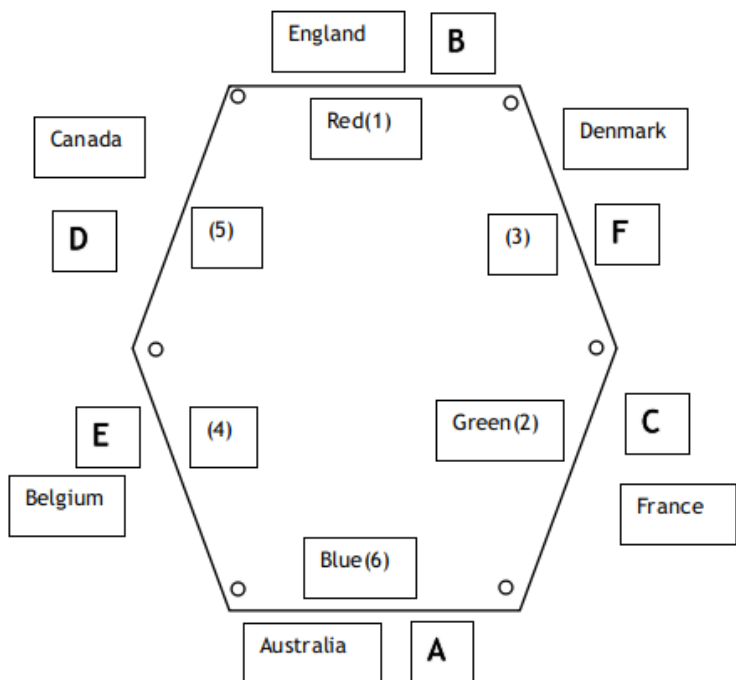 England
B
Red(1)
Canada
Denmark
D
(5)
(3)
F
E
(4)
Green(2)
C
Belgium
France
Blue(6)
Australia
A